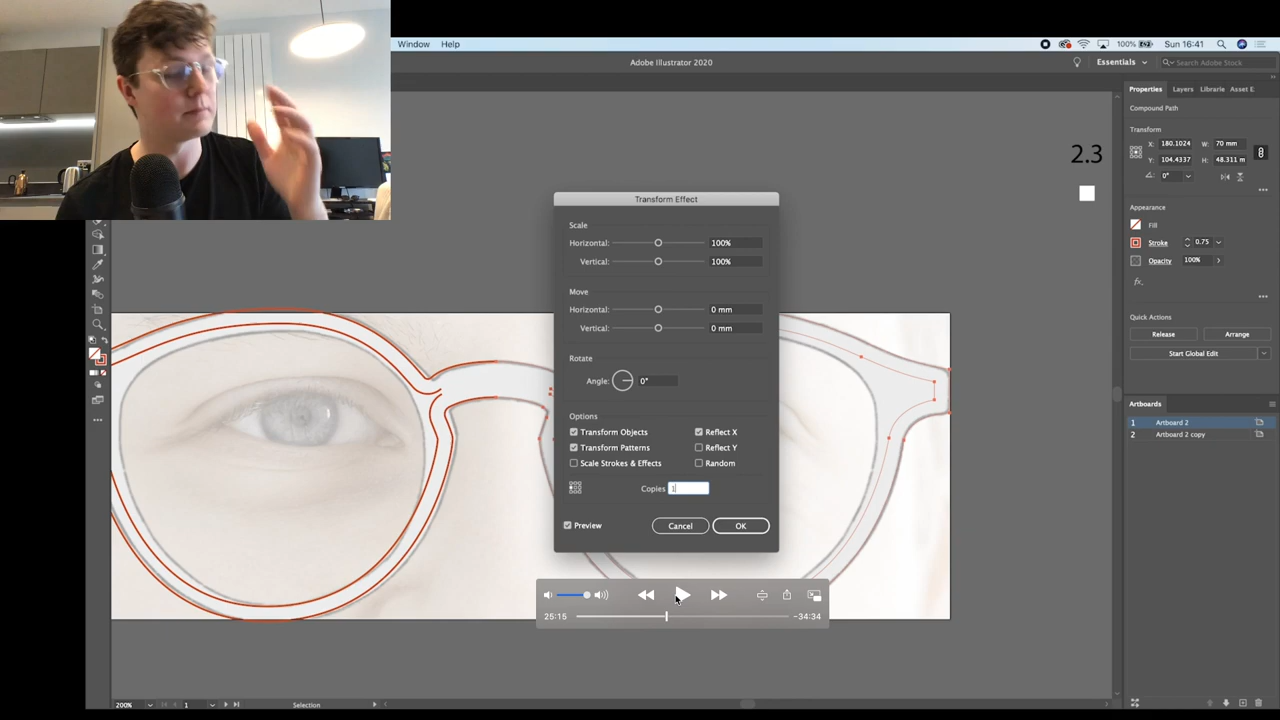 Window Help
100% Sun 16:41
Adobe Illustrator 2020
Essentials
Search Adobe Stock
Properties Layers Librarie Asset E
Compound Path
Transform
X: 180.1024 W: 70 mm
Y: 104.4337 H: 48.311 m
0°
2.3
Appearance
Fill
Stroke 0.75
Opacity 100%
fx.
Quick Actions
Release Arrange
Start Global Edit
Artboards
1 Artboard 2
2 Artboard 2 copy
Transform Effect
Scale
Horizontal: 100%
Vertical: 100%
Move
Horizontal: 0 mm
Vertical: 0 mm
Rotate
Angle: 0°
Options
Transform Objects Reflect X
Transform Patterns Reflect Y
Scale Strokes & Effects Random
Copies 1
Preview Cancel OK
25:15 −34:34
200% 1 Selection